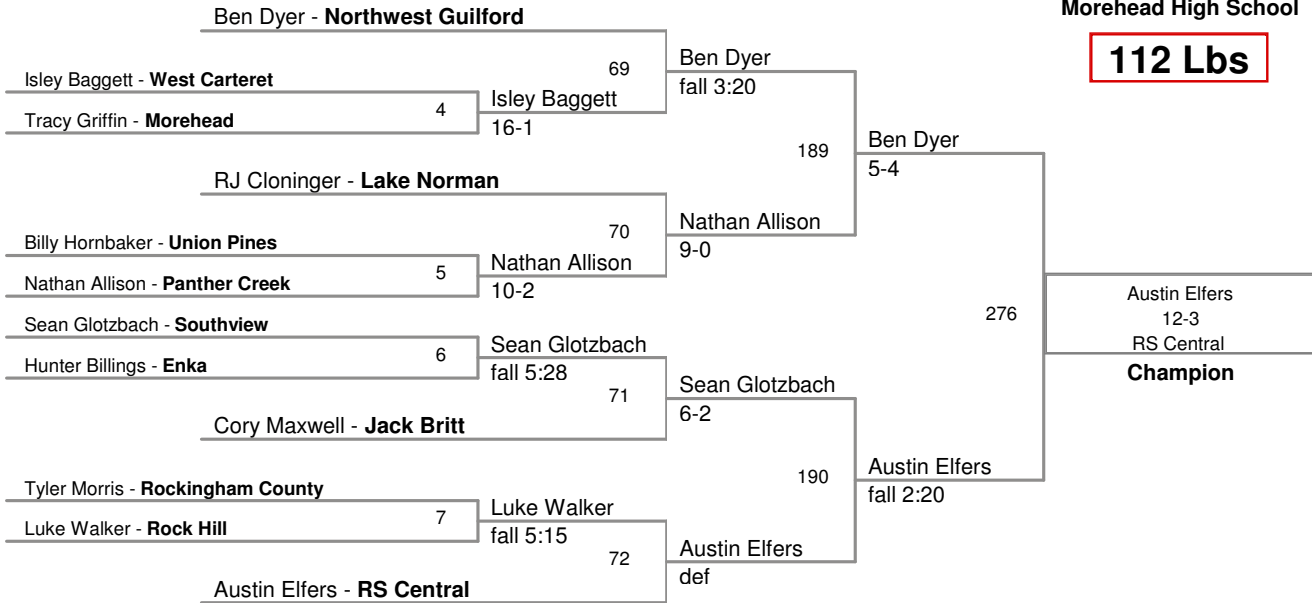 Morehead High School
112 Lbs
Ben Dyer - Northwest Guilford
Isley Baggett - West Carteret
Tracy Griffin - Morehead
4
Isley Baggett
16-1
69
Ben Dyer
fall 3:20
RJ Cloninger - Lake Norman
Billy Hornbaker - Union Pines
Nathan Allison - Panther Creek
5
Nathan Allison
10-2
70
Nathan Allison
9-0
189
Ben Dyer
5-4
Sean Glotzbach - Southview
Hunter Billings - Enka
6
Sean Glotzbach
fall 5:28
71
Cory Maxwell - Jack Britt
Sean Glotzbach
6-2
Tyler Morris - Rockingham County
Luke Walker - Rock Hill
7
Luke Walker
fall 5:15
72
Austin Elfers - RS Central
Austin Elfers
def
190
Austin Elfers
fall 2:20
276
Austin Elfers
12-3
RS Central
Champion